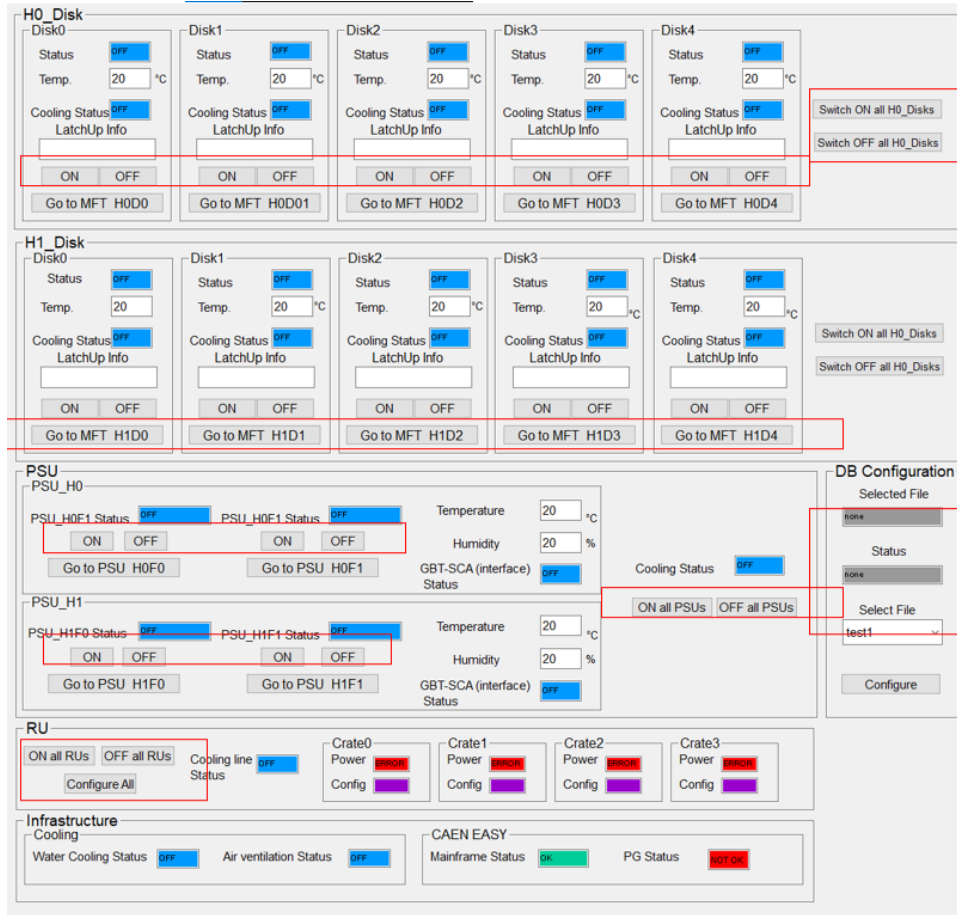 H0_Disk
Disk0 Disk1 Disk2 Disk3 Disk4
Status OFF Status OFF Status OFF Status OFF Status OFF
Temp. 20 °C Temp. 20 °C Temp. 20 °C Temp. 20 °C Temp. 20 °C
Cooling Status OFF Cooling Status OFF Cooling Status OFF Cooling Status OFF Cooling Status OFF Switch ON all H0_Disks
LatchUp Info LatchUp Info LatchUp Info LatchUp Info LatchUp Info
Switch OFF all H0_Disks
ON OFF ON OFF ON OFF ON OFF ON OFF
Go to MFT H0D0 Go to MFT H0D01 Go to MFT H0D2 Go to MFT H0D3 Go to MFT H0D4
H1_Disk
Disk0 Disk1 Disk2 Disk3 Disk4
Status OFF Status OFF Status OFF Status OFF Status OFF
Temp. 20 Temp. 20 °C Temp. 20 °C Temp. 20 °C Temp. 20 °C
Cooling Status OFF Cooling Status OFF Cooling Status OFF Cooling Status OFF Cooling Status OFF Switch ON all H0_Disks
LatchUp Info LatchUp Info LatchUp Info LatchUp Info LatchUp Info
Switch OFF all H0_Disks
ON OFF ON OFF ON OFF ON OFF ON OFF
Go to MFT H1D0 Go to MFT H1D1 Go to MFT H1D2 Go to MFT H1D3 Go to MFT H1D4
PSU
PSU_H0
PSU_H0F1 Status OFF PSU_H0F1 Status OFF Temperature 20 °C
ON OFF ON OFF Humidity 20 %
Go to PSU H0F0 Go to PSU H0F1 GBT-SCA (interface) Status OFF
Cooling Status OFF
ON all PSUs OFF all PSUs
PSU_H1
PSU_H1F0 Status OFF PSU_H1F1 Status OFF Temperature 20 °C
ON OFF ON OFF Humidity 20 %
Go to PSU H1F0 Go to PSU H1F1 GBT-SCA (interface) Status OFF
DB Configuration
Selected File
none
Status
none
Select File
test1
Configure
RU
ON all RUs OFF all RUs
Configure All
Cooling line Status OFF
Crate0 Crate1 Crate2 Crate3
Power ERROR Power ERROR Power ERROR Power ERROR
Config Config Config Config
Infrastructure
Cooling CAEN EASY
Water Cooling Status OFF Air ventilation Status OFF Mainframe Status OK PG Status NOT OK